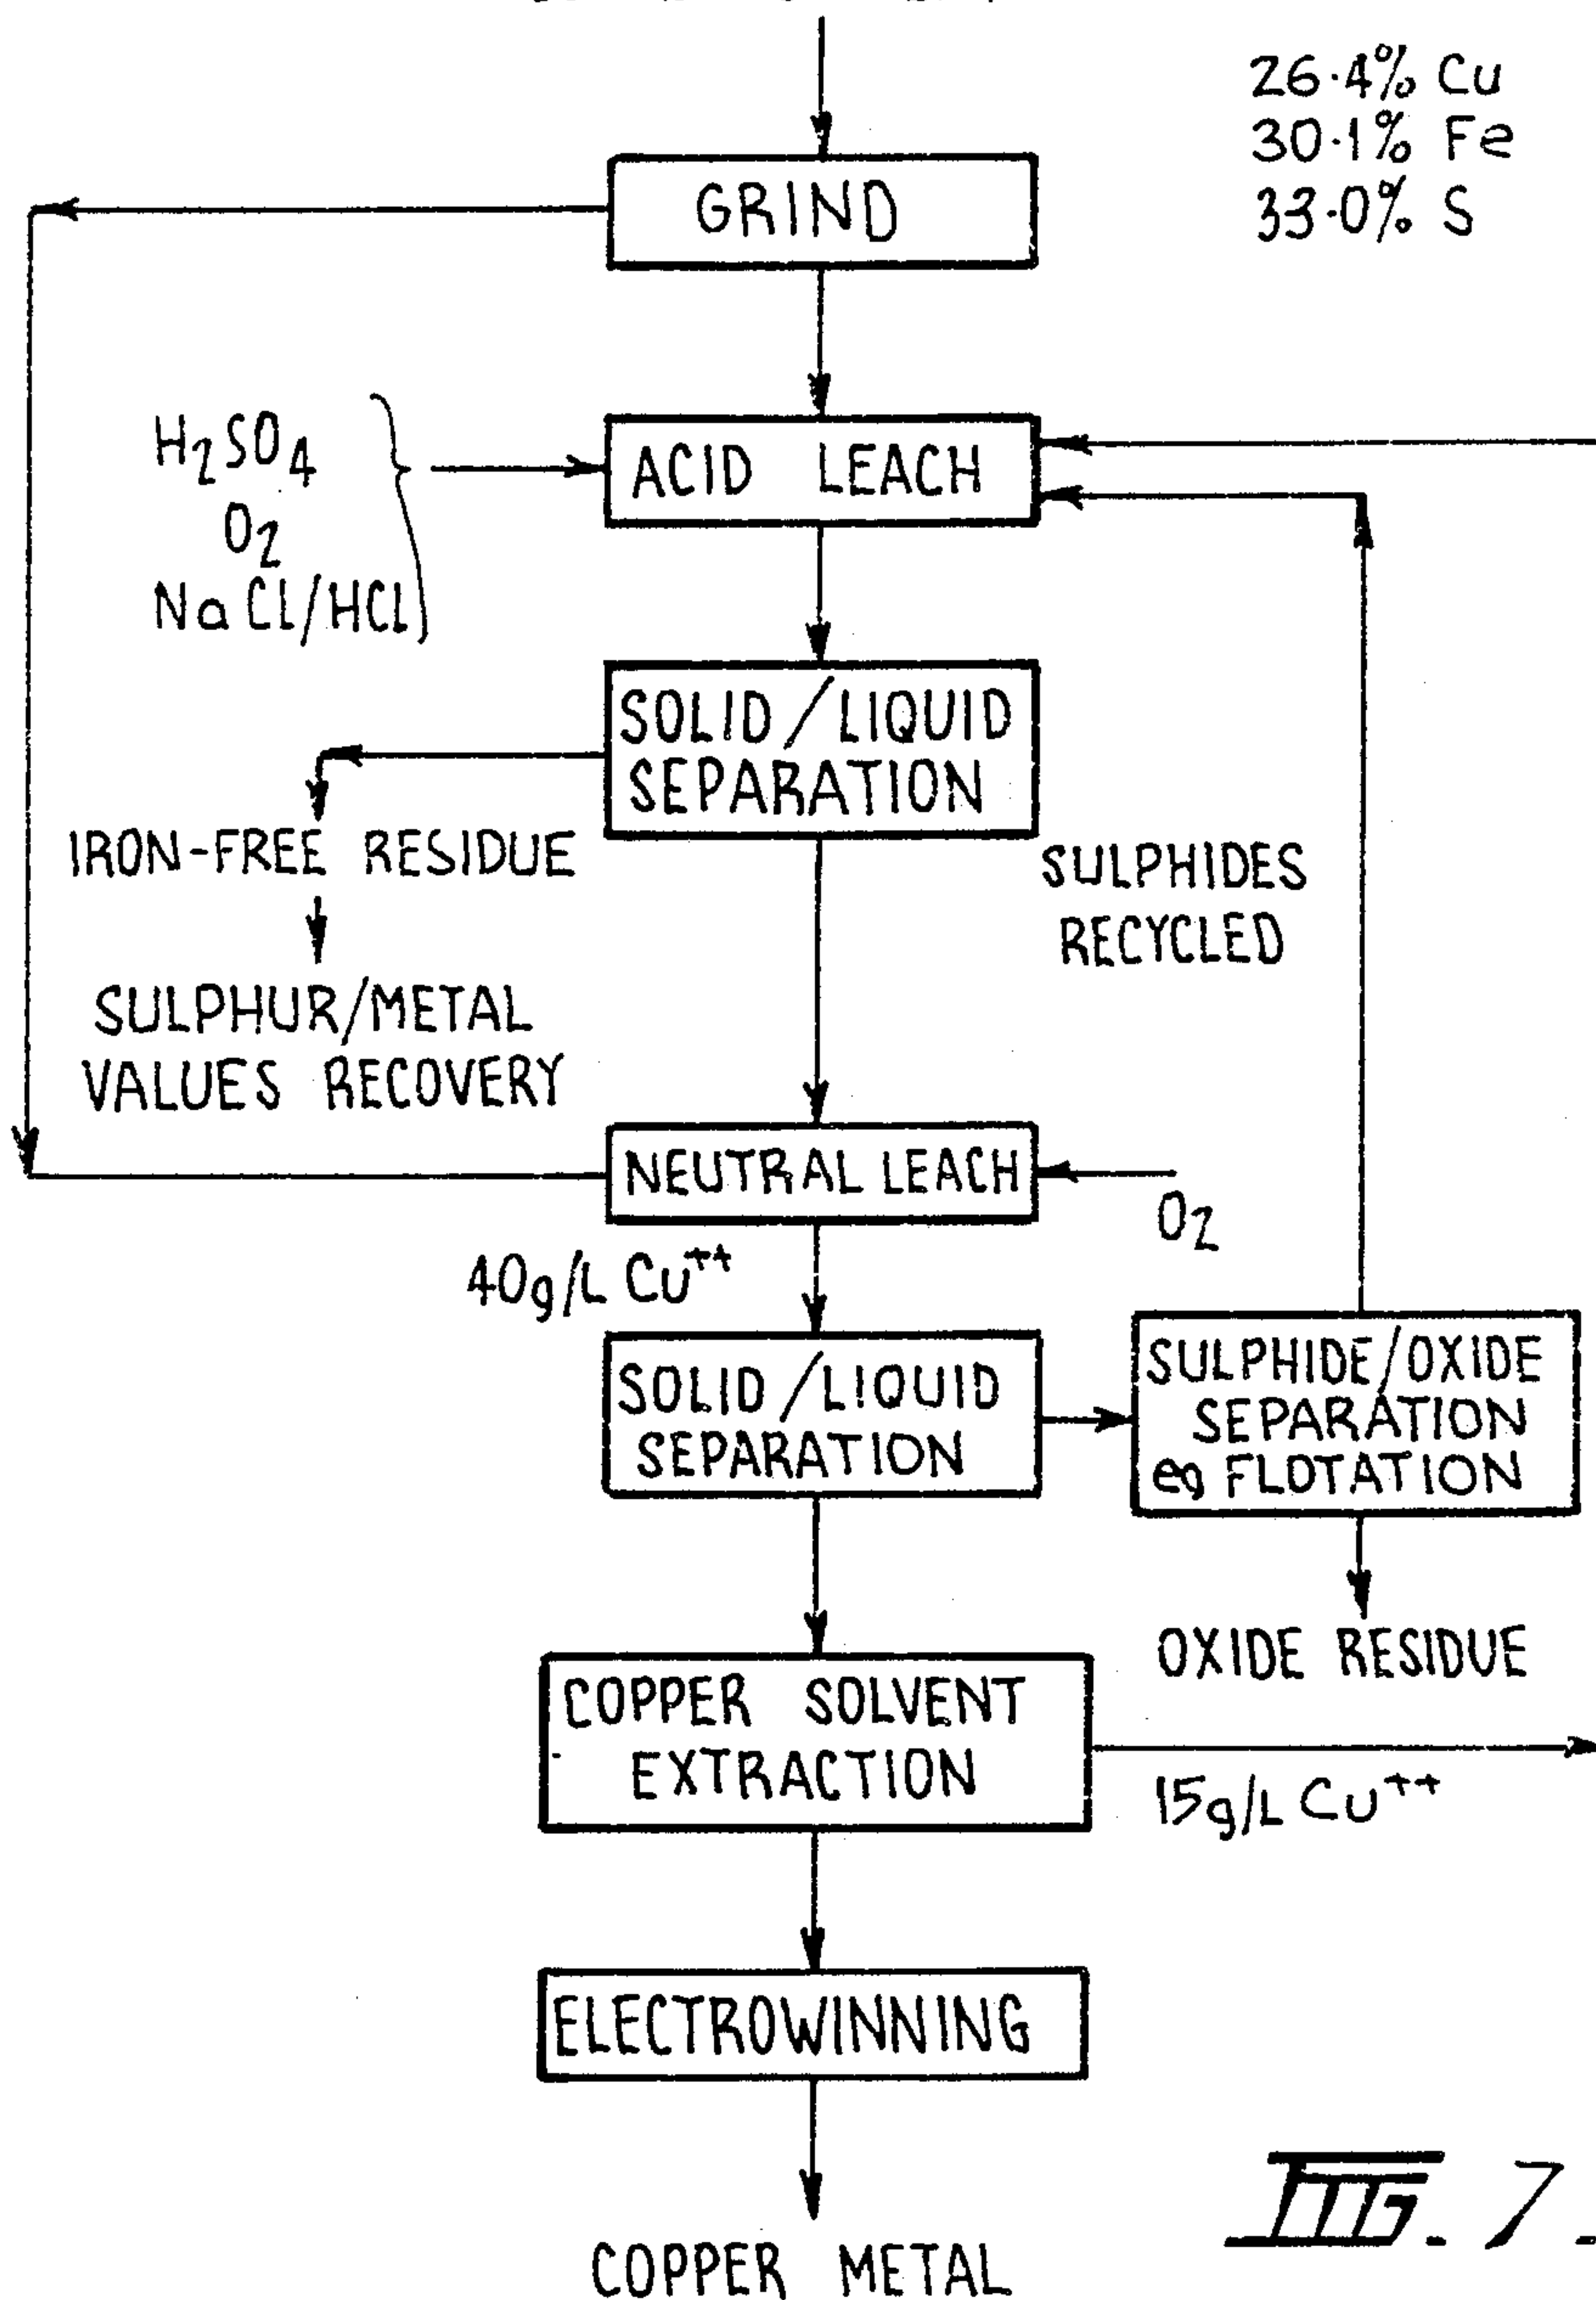 26.4% Cu
30.1% Fe
33.0% S
GRIND
H2SO4
O2
NaCl/HCl
ACID LEACH
SOLID/LIQUID
SEPARATION
IRON-FREE RESIDUE
SULPHUR/METAL
VALUES RECOVERY
SULPHIDES
RECYCLED
NEUTRAL LEACH
O2
40g/L Cu++
SOLID/LIQUID
SEPARATION
SULPHIDE/OXIDE
SEPARATION
eg FLOTATION
OXIDE RESIDUE
COPPER SOLVENT
EXTRACTION
15g/L Cu++
ELECTROWINNING
COPPER METAL
FIG. 7.